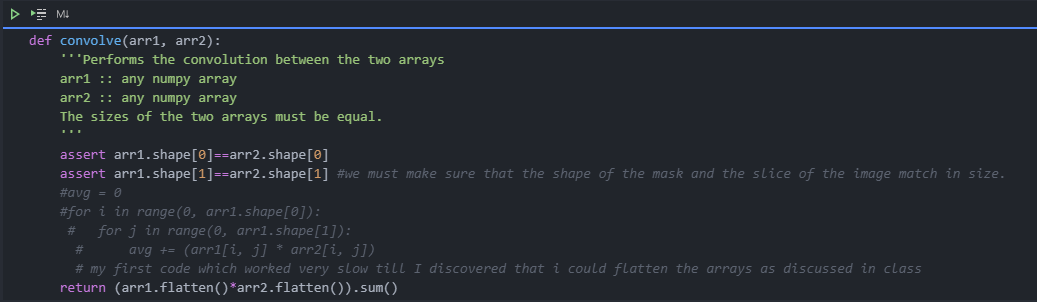 M↓
def convolve(arr1, arr2):
    '''Performs the convolution between the two arrays
    arr1 :: any numpy array
    arr2 :: any numpy array
    The sizes of the two arrays must be equal.
    '''
    assert arr1.shape[0]==arr2.shape[0]
    assert arr1.shape[1]==arr2.shape[1] #we must make sure that the shape of the mask and the slice of the image match in size.
    #avg = 0
    #for i in range(0, arr1.shape[0]):
     #   for j in range(0, arr1.shape[1]):
      #      avg += (arr1[i, j] * arr2[i, j])
      # my first code which worked very slow till I discovered that i could flatten the arrays as discussed in class
    return (arr1.flatten()*arr2.flatten()).sum()